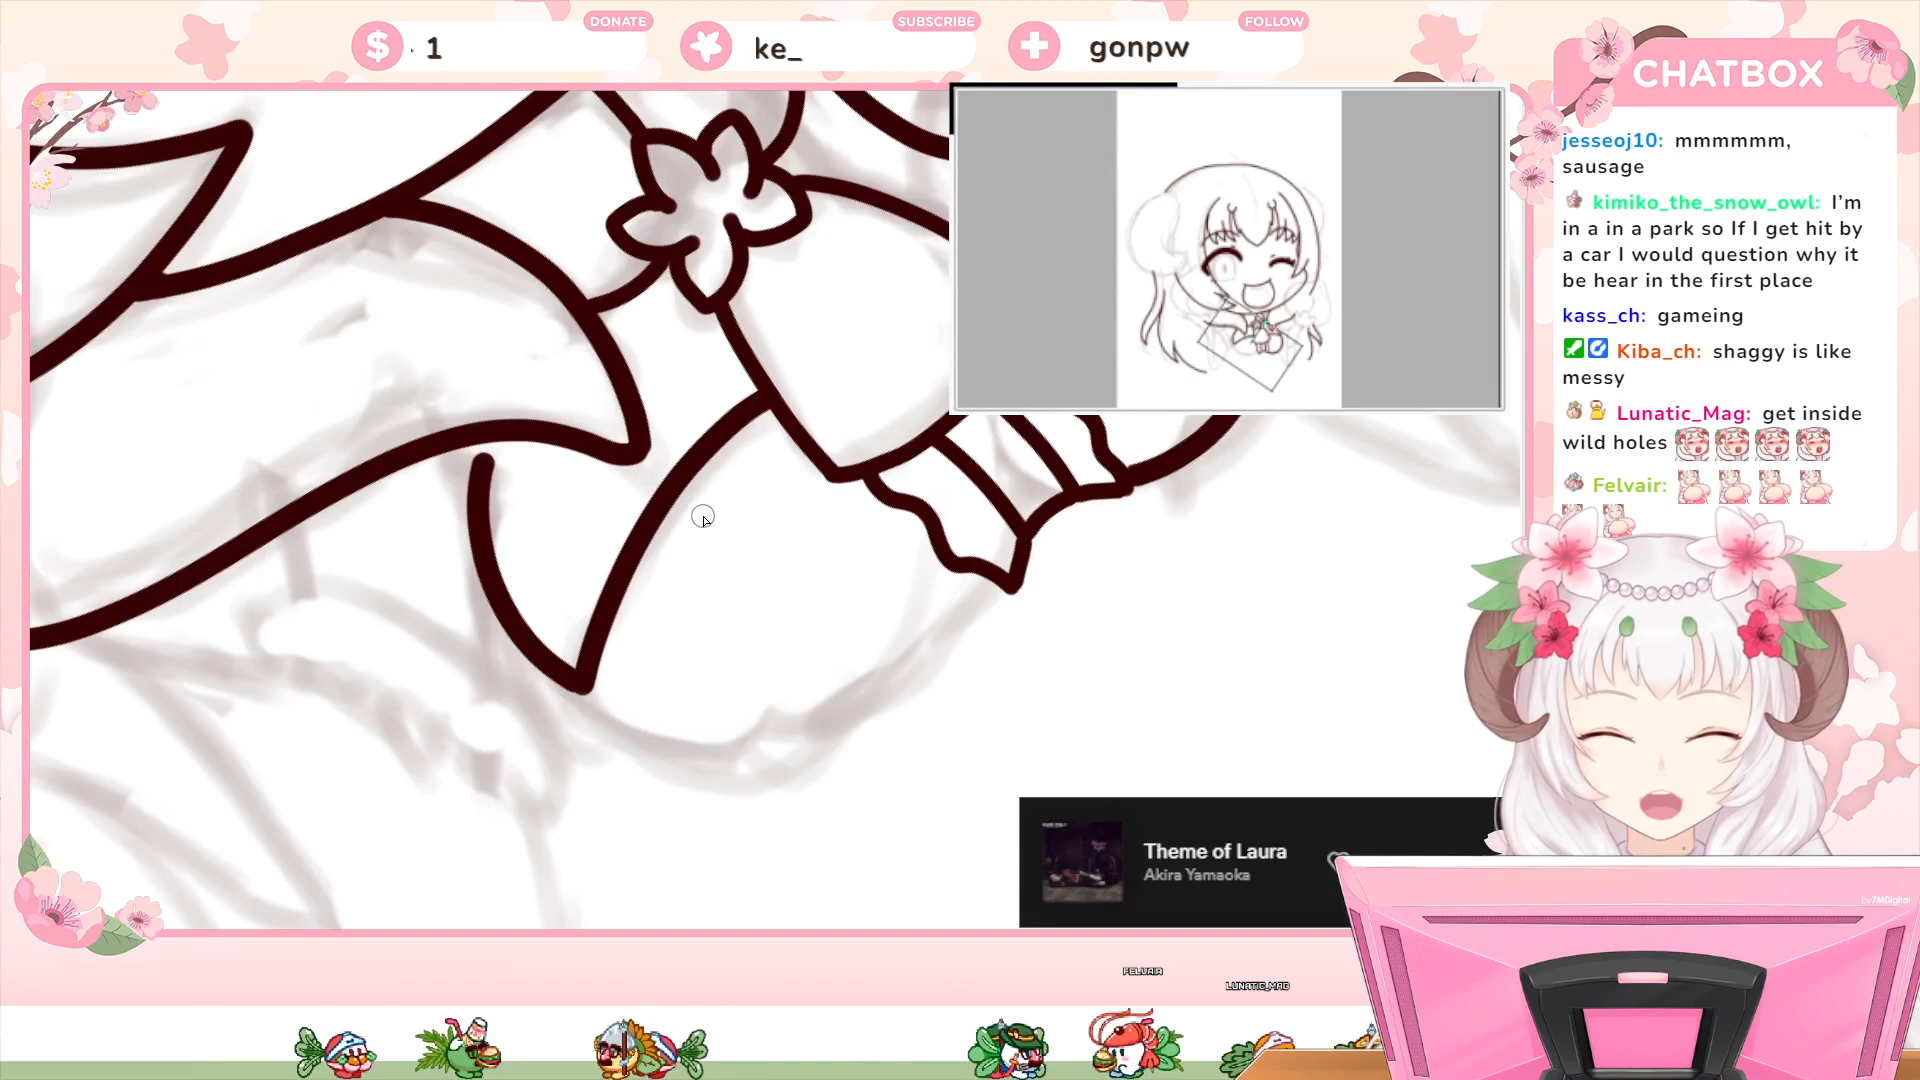 DONATE
· 1
SUBSCRIBE
ke_
FOLLOW
gonpw
CHATBOX
jesseoj10: mmmmmm,
sausage
kimiko_the_snow_owl: I'm
in a in a park so If I get hit by
a car I would question why it
be hear in the first place
kass_ch: gameing
Kiba_ch: shaggy is like
messy
Lunatic_Mag: get inside
wild holes
Felvair:
Theme of Laura
Akira Yamaoka
by7MDigital
FELVAIR
LUNATIC_MAG